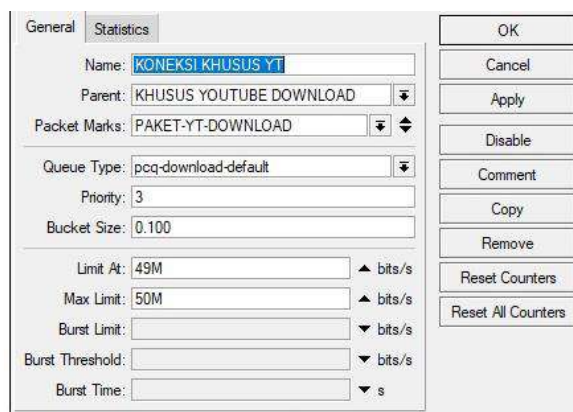 General Statistics
Name: KONEKSI KHUSUS YT
Parent: KHUSUS YOUTUBE DOWNLOAD
Packet Marks: PAKET-YT-DOWNLOAD
Queue Type: pcq-download-default
Priority: 3
Bucket Size: 0.100
Limit At: 49M bits/s
Max Limit: 50M bits/s
Burst Limit: bits/s
Burst Threshold: bits/s
Burst Time: s
OK
Cancel
Apply
Disable
Comment
Copy
Remove
Reset Counters
Reset All Counters